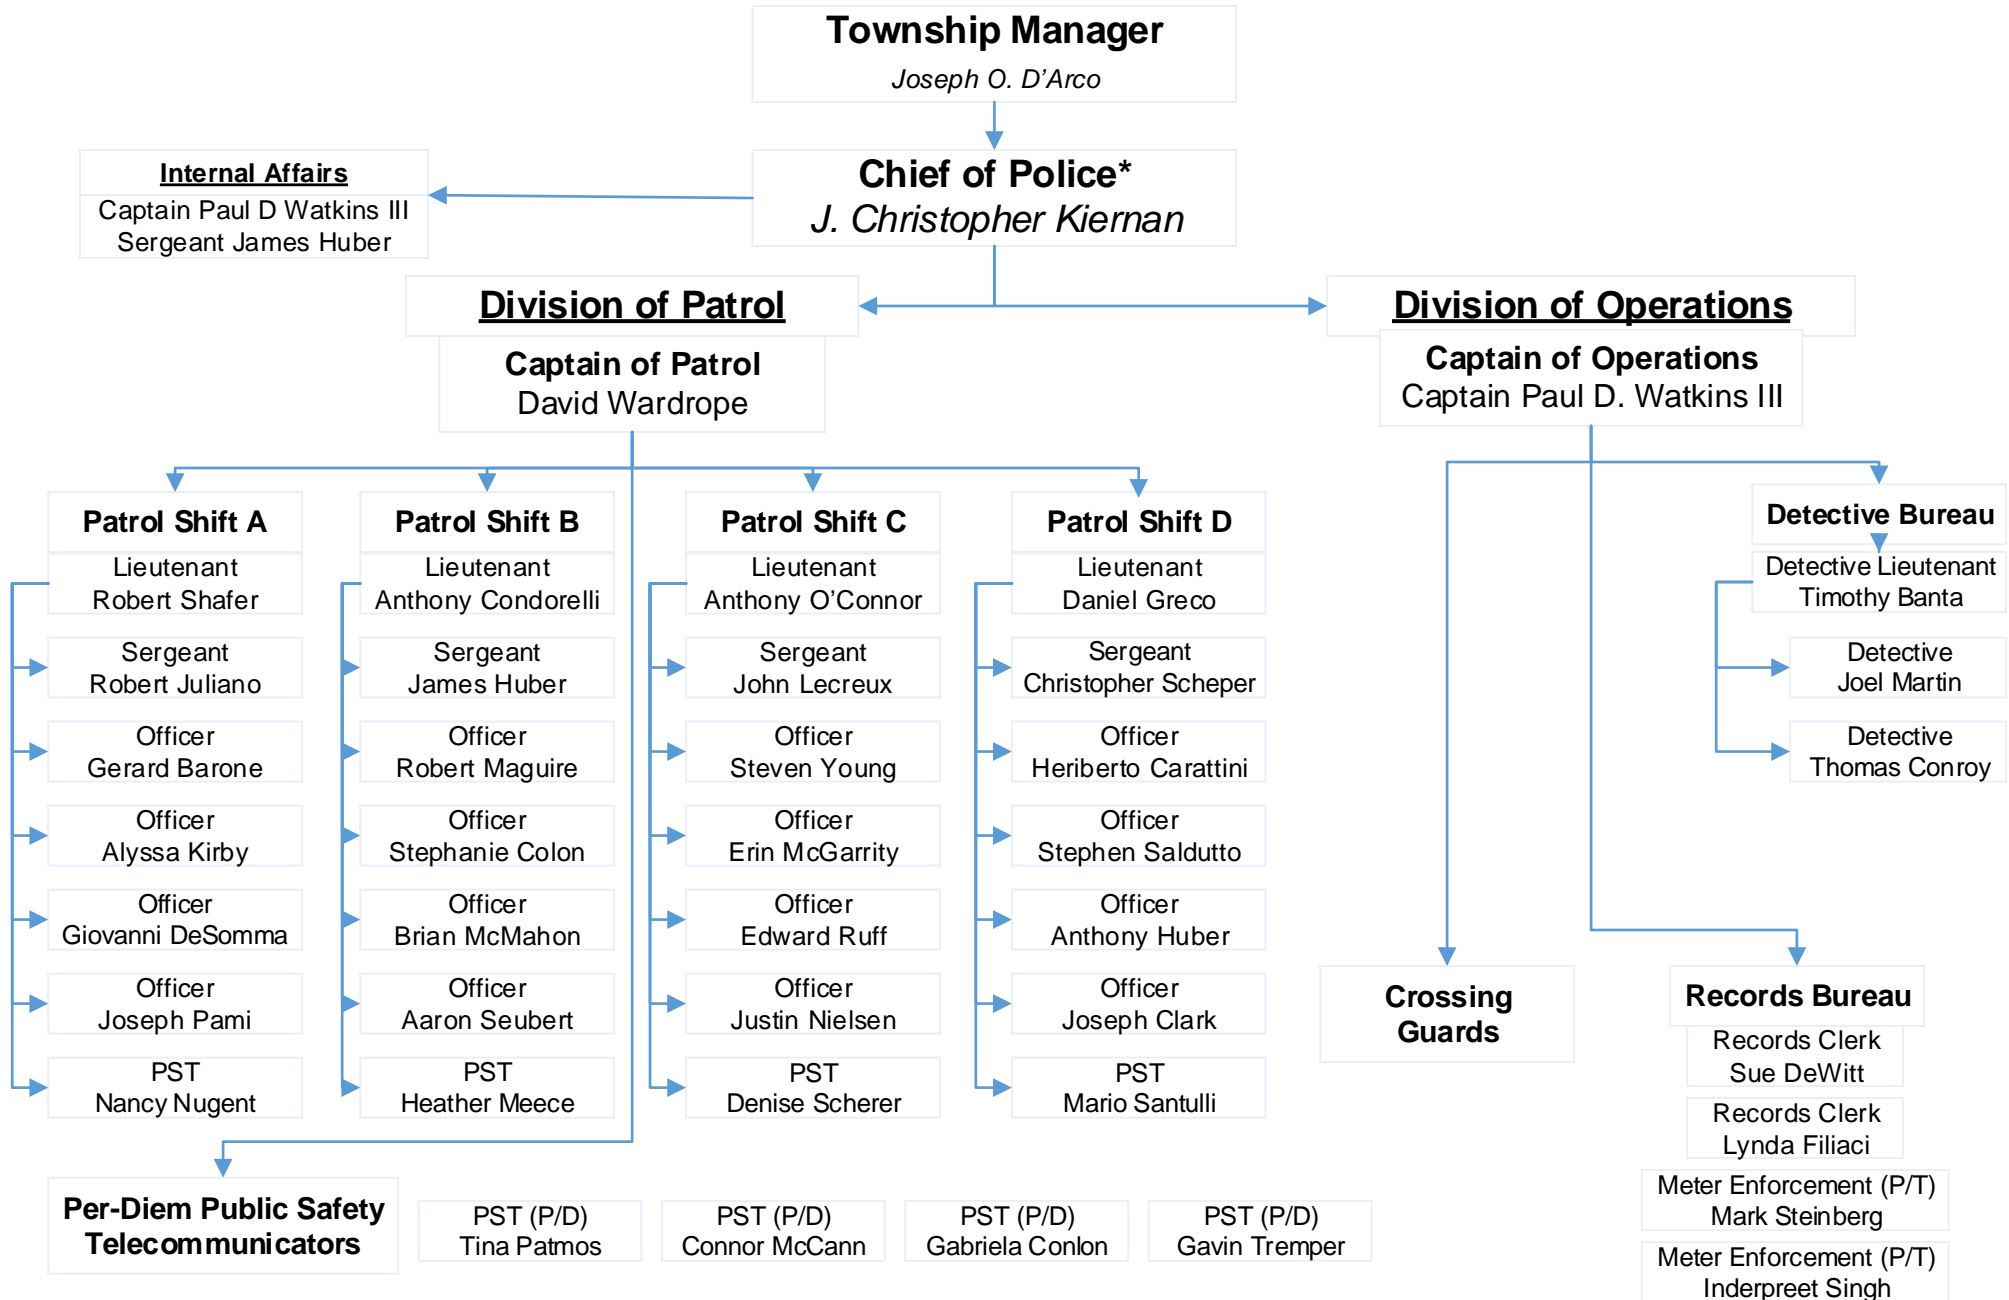 Township Manager
Joseph O. D'Arco
Internal Affairs
Captain Paul D Watkins III
Sergeant James Huber
Chief of Police*
J. Christopher Kiernan
Division of Patrol
Captain of Patrol
David Wardrope
Division of Operations
Captain of Operations
Captain Paul D. Watkins III
Patrol Shift A
Lieutenant
Robert Shafer
Sergeant
Robert Juliano
Officer
Gerard Barone
Officer
Alyssa Kirby
Officer
Giovanni DeSomma
Officer
Joseph Pami
PST
Nancy Nugent
Patrol Shift B
Lieutenant
Anthony Condorelli
Sergeant
James Huber
Officer
Robert Maguire
Officer
Stephanie Colon
Officer
Brian McMahon
Officer
Aaron Seubert
PST
Heather Meece
Patrol Shift C
Lieutenant
Anthony O'Connor
Sergeant
John Lecreux
Officer
Steven Young
Officer
Erin McGarrity
Officer
Edward Ruff
Officer
Justin Nielsen
PST
Denise Scherer
Patrol Shift D
Lieutenant
Daniel Greco
Sergeant
Christopher Scheper
Officer
Heriberto Carattini
Officer
Stephen Saldutto
Officer
Anthony Huber
Officer
Joseph Clark
PST
Mario Santulli
Per-Diem Public Safety
Telecommunicators
PST (P/D)
Tina Patmos
PST (P/D)
Connor McCann
PST (P/D)
Gabriela Conlon
PST (P/D)
Gavin Tremper
Crossing
Guards
Detective Bureau
Detective Lieutenant
Timothy Banta
Detective
Joel Martin
Detective
Thomas Conroy
Records Bureau
Records Clerk
Sue DeWitt
Records Clerk
Lynda Filiaci
Meter Enforcement (P/T)
Mark Steinberg
Meter Enforcement (P/T)
Inderpreet Singh